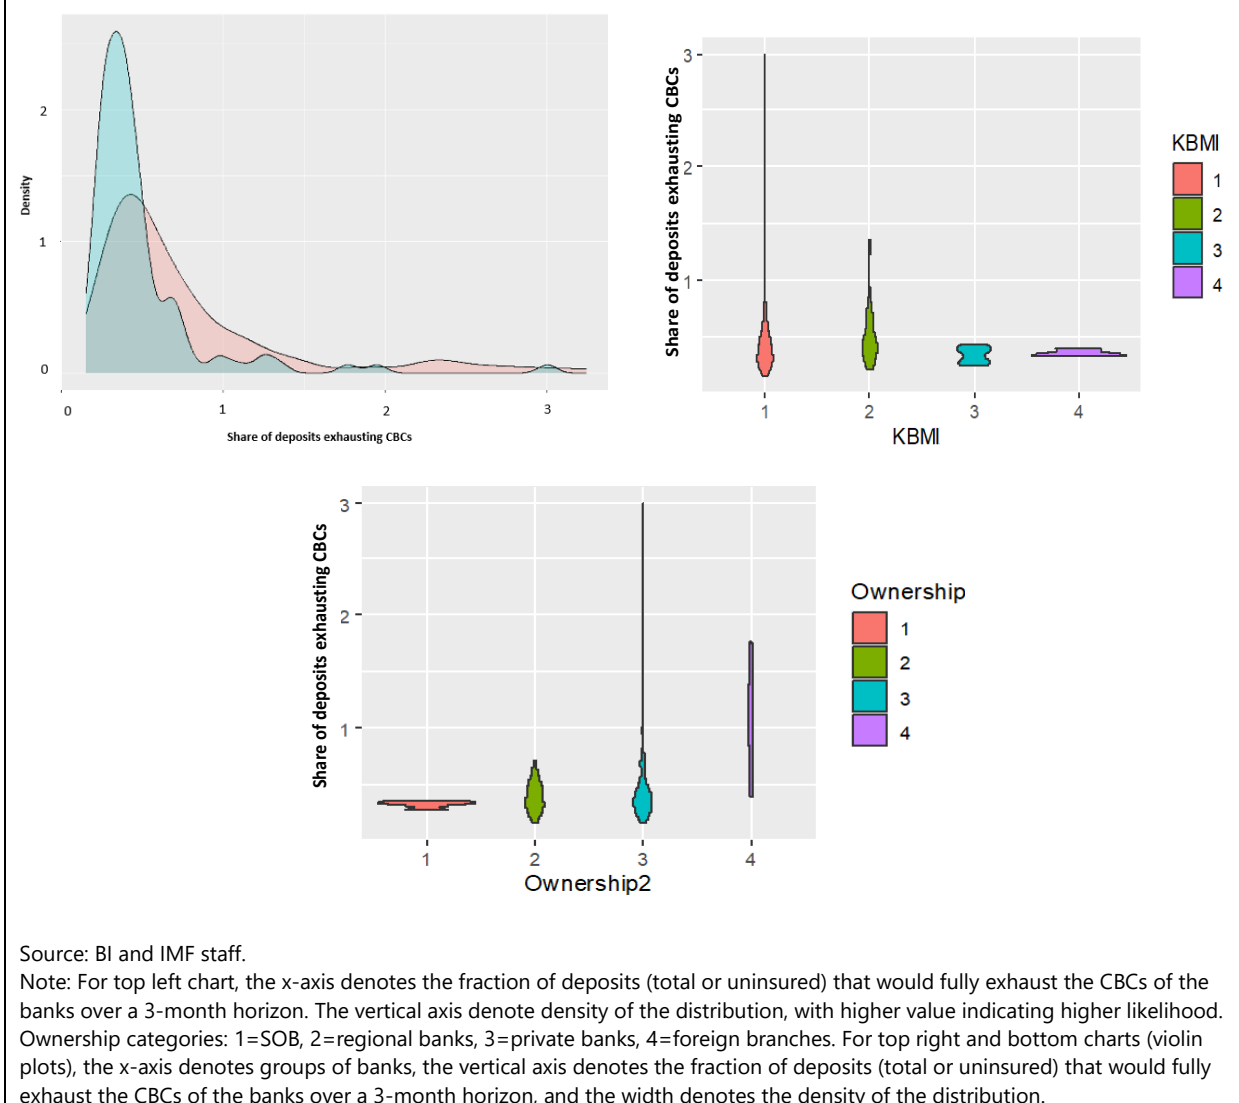 2
1
0
Density
0
1
2
3
Share of deposits exhausting CBCs
3
2
1
Share of deposits exhausting CBCs
1
2
3
4
KBMI
KBMI
1
2
3
4
3
2
1
Share of deposits exhausting CBCs
1
2
3
4
Ownership2
Ownership
1
2
3
4
Source: BI and IMF staff.
Note: For top left chart, the x-axis denotes the fraction of deposits (total or uninsured) that would fully exhaust the CBCs of the
banks over a 3-month horizon. The vertical axis denote density of the distribution, with higher value indicating higher likelihood.
Ownership categories: 1=SOB, 2=regional banks, 3=private banks, 4=foreign branches. For top right and bottom charts (violin
plots), the x-axis denotes groups of banks, the vertical axis denotes the fraction of deposits (total or uninsured) that would fully
exhaust the CBCs of the banks over a 3-month horizon, and the width denotes the density of the distribution.